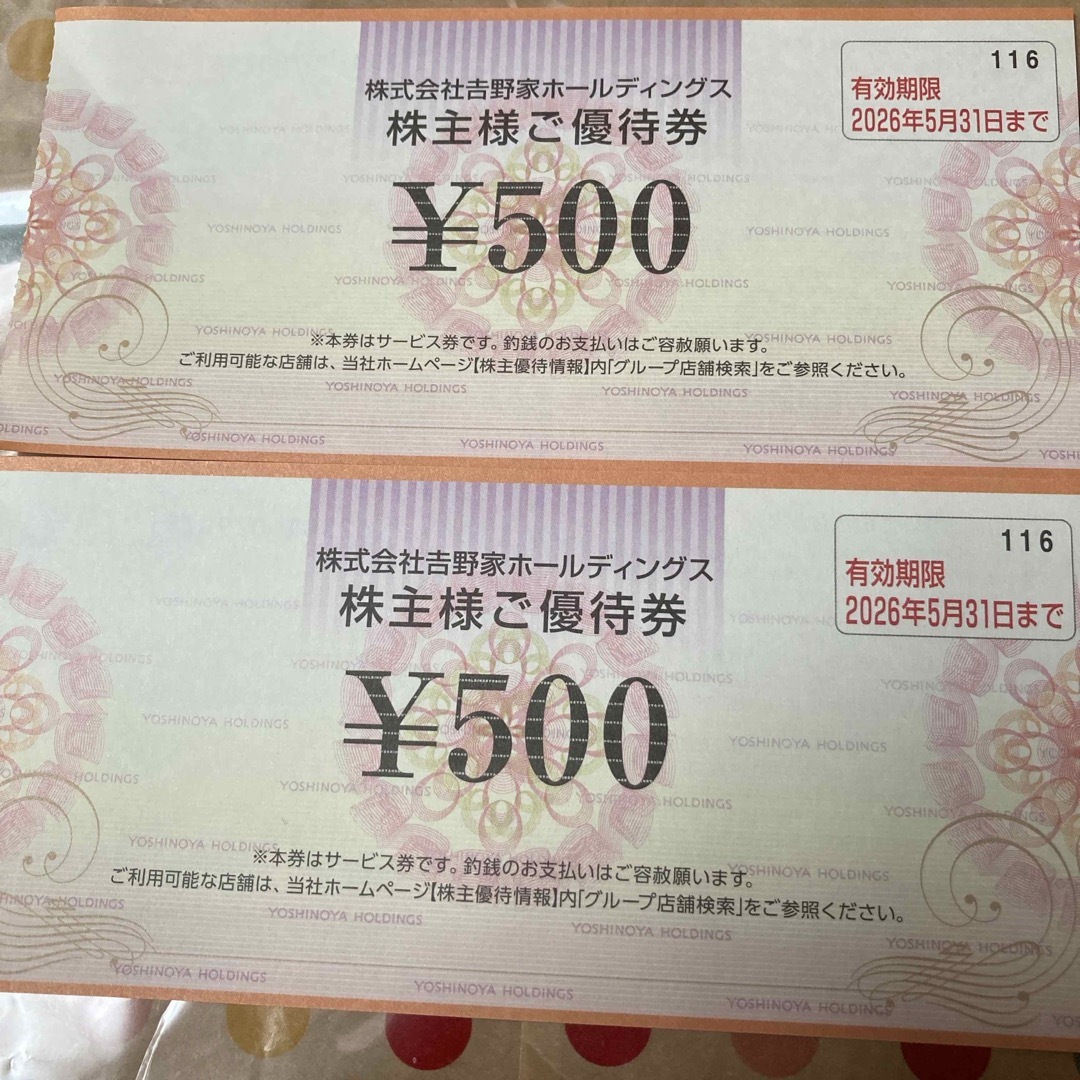 116
有効期限
2026年5月31日まで
株式会社𠮷野家ホールディングス
株主様ご優待券
¥500
※本券はサービス券です。釣銭のお支払いはご容赦願います。
ご利用可能な店舗は、当社ホームページ【株主優待情報】内「グループ店舗検索」をご参照ください。
YOSHINOYA HOLDINGS
116
有効期限
2026年5月31日まで
株式会社𠮷野家ホールディングス
株主様ご優待券
¥500
※本券はサービス券です。釣銭のお支払いはご容赦願います。
ご利用可能な店舗は、当社ホームページ【株主優待情報】内「グループ店舗検索」をご参照ください。
YOSHINOYA HOLDINGS